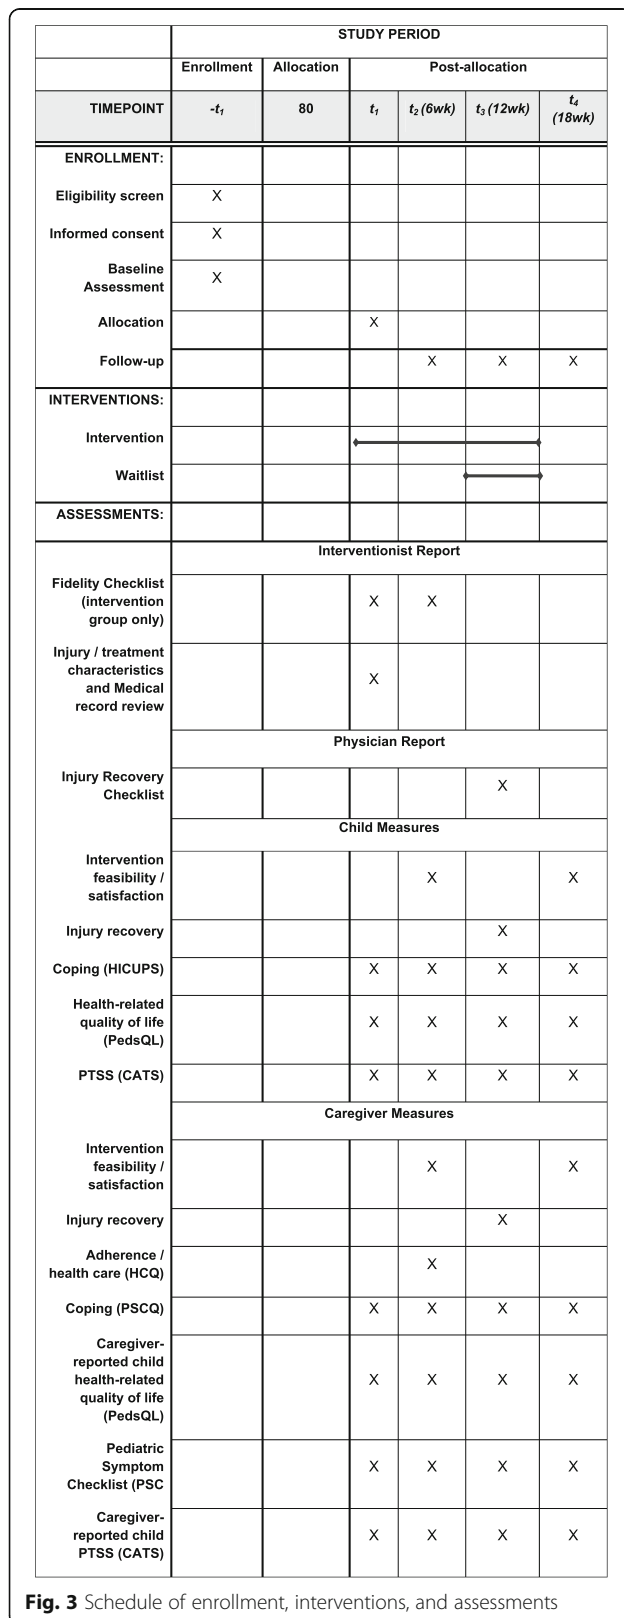 STUDY PERIOD
Enrollment Allocation Post-allocation
TIMEPOINT -t1 80 t1 t2 (6wk) t3 (12wk) t4
(18wk)
ENROLLMENT:
Eligibility screen X
Informed consent X
Baseline
Assessment X
Allocation X
Follow-up X X X
INTERVENTIONS:
Intervention
Waitlist
ASSESSMENTS:
Interventionist Report
Fidelity Checklist
(intervention X X
group only)
Injury / treatment
characteristics
and Medical X
record review
Physician Report
Injury Recovery
Checklist X
Child Measures
Intervention
feasibility / X X
satisfaction
Injury recovery X
Coping (HICUPS) X X X X
Health-related
quality of life X X X X
(PedsQL)
PTSS (CATS) X X X X
Caregiver Measures
Intervention
feasibility / X X
satisfaction
Injury recovery X
Adherence /
health care (HCQ) X
Coping (PSCQ) X X X X
Caregiver-
reported child
health-related X X X X
quality of life
(PedsQL)
Pediatric
Symptom X X X X
Checklist (PSC
Caregiver-
reported child X X X X
PTSS (CATS)
Fig. 3 Schedule of enrollment, interventions, and assessments